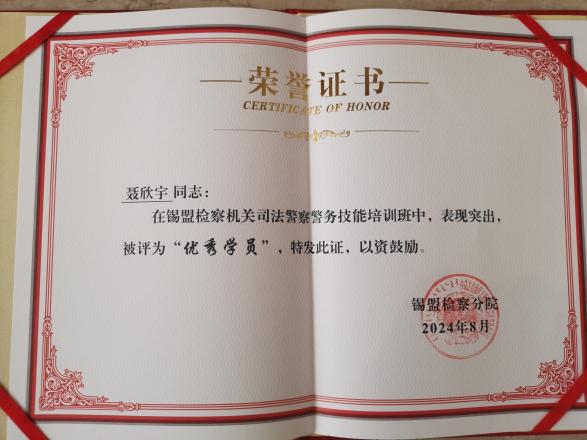 荣誉证书
CERTIFICATE OF HONOR
聂欣宇同志：
在锡盟检察机关司法警察警务技能培训班中，表现突出，
被评为“优秀学员”，特发此证，以资鼓励。
锡盟检察分院
2024年8月